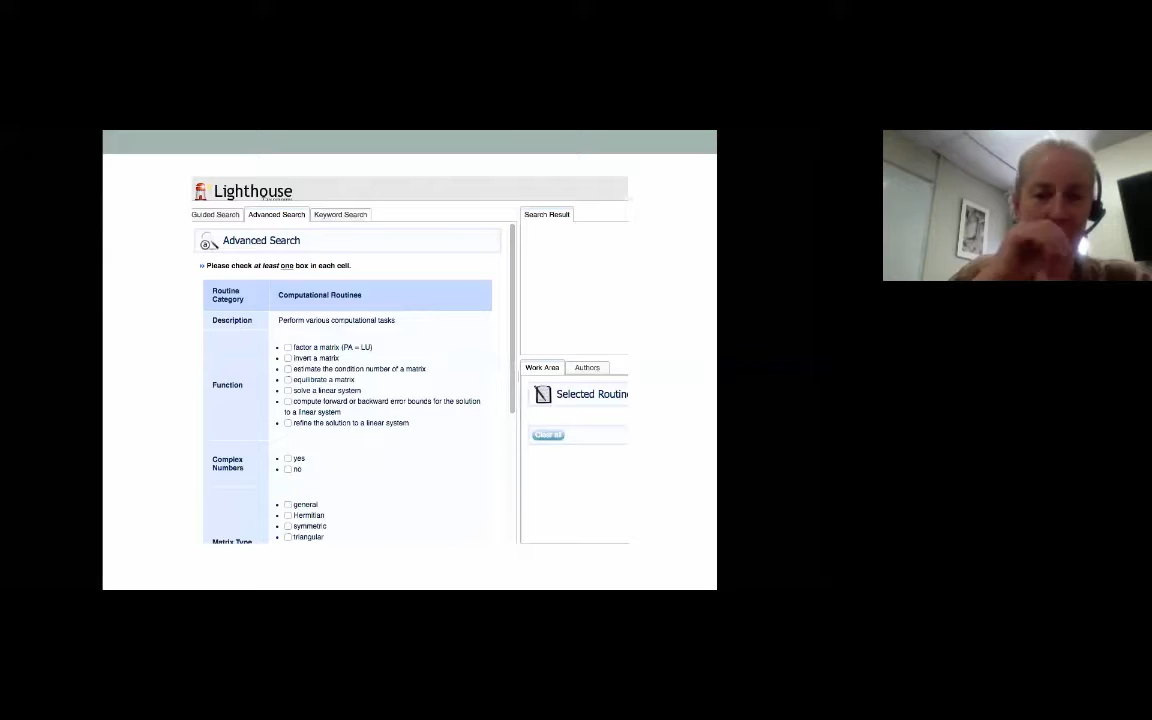 Lighthouse
Guided Search
Advanced Search
Keyword Search
Advanced Search
Please check at least one box in each cell.
Routine
Category
Computational Routines
Description
Perform various computational tasks
Function
factor a matrix (PA = LU)
invert a matrix
estimate the condition number of a matrix
equilibrate a matrix
solve a linear system
compute forward or backward error bounds for the solution
to a linear system
refine the solution to a linear system
Complex
Numbers
yes
no
Matrix Type
general
Hermitian
symmetric
triangular
Search Result
Work Area
Authors
Selected Routin
Clear all